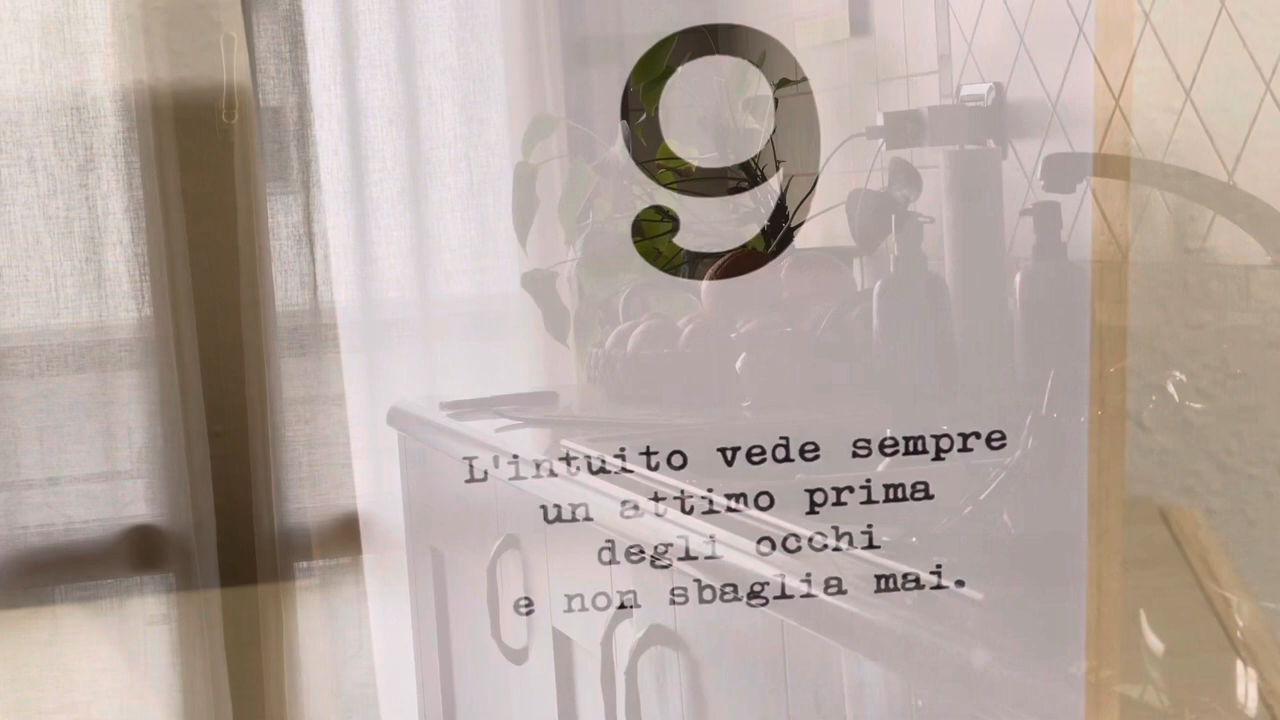 9
L'intuito vede sempre
un attimo prima
degli occhi
e non sbaglia mai.